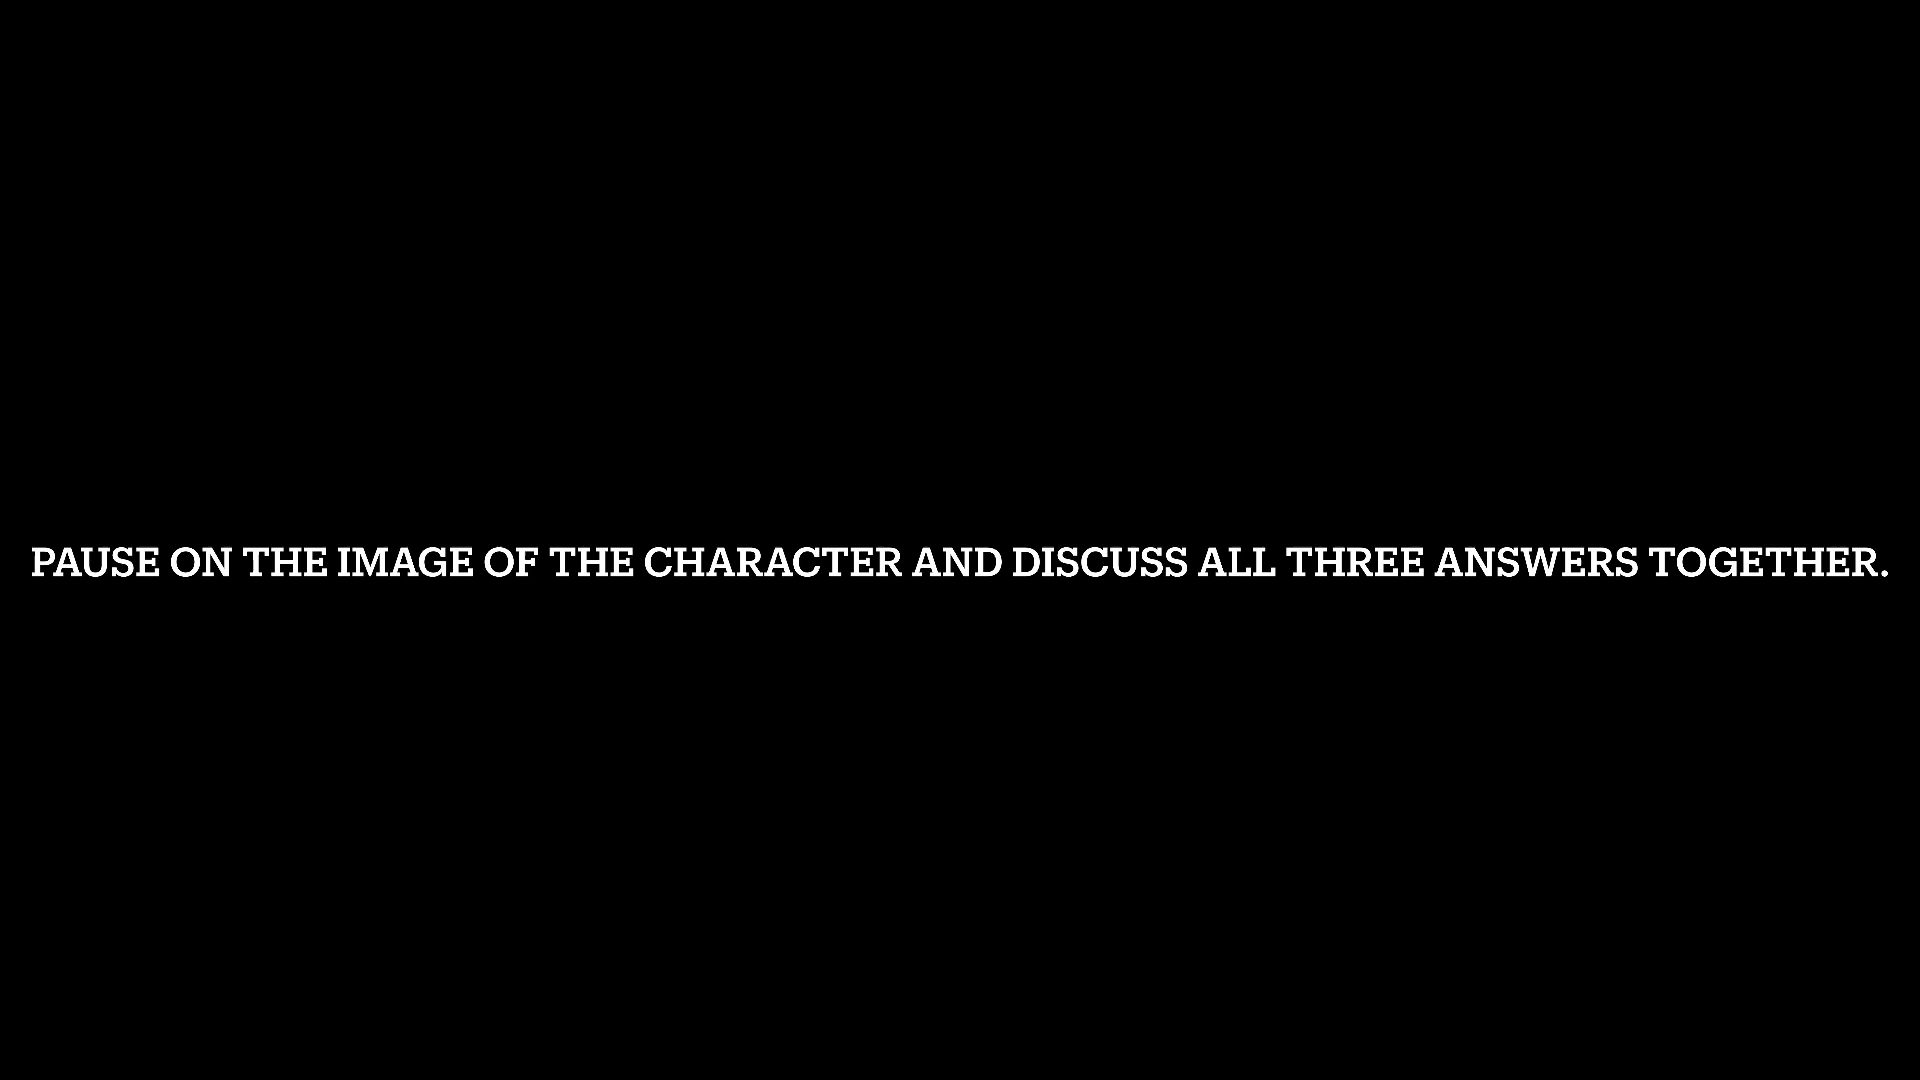 PAUSE ON THE IMAGE OF THE CHARACTER AND DISCUSS ALL THREE ANSWERS TOGETHER.